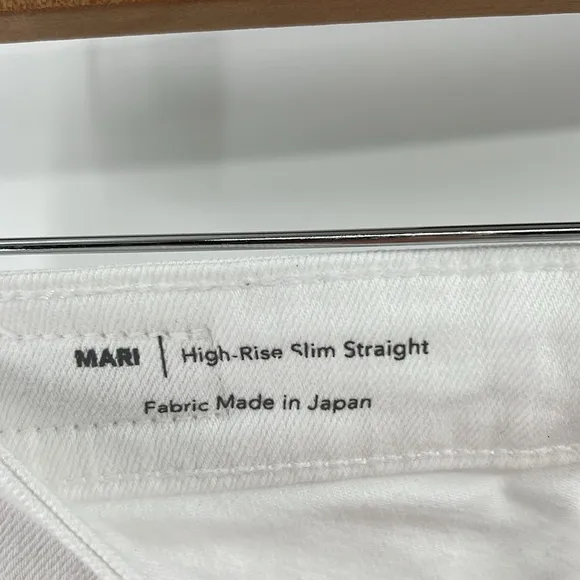 MARI | High-Rise Slim Straight
Fabric Made in Japan